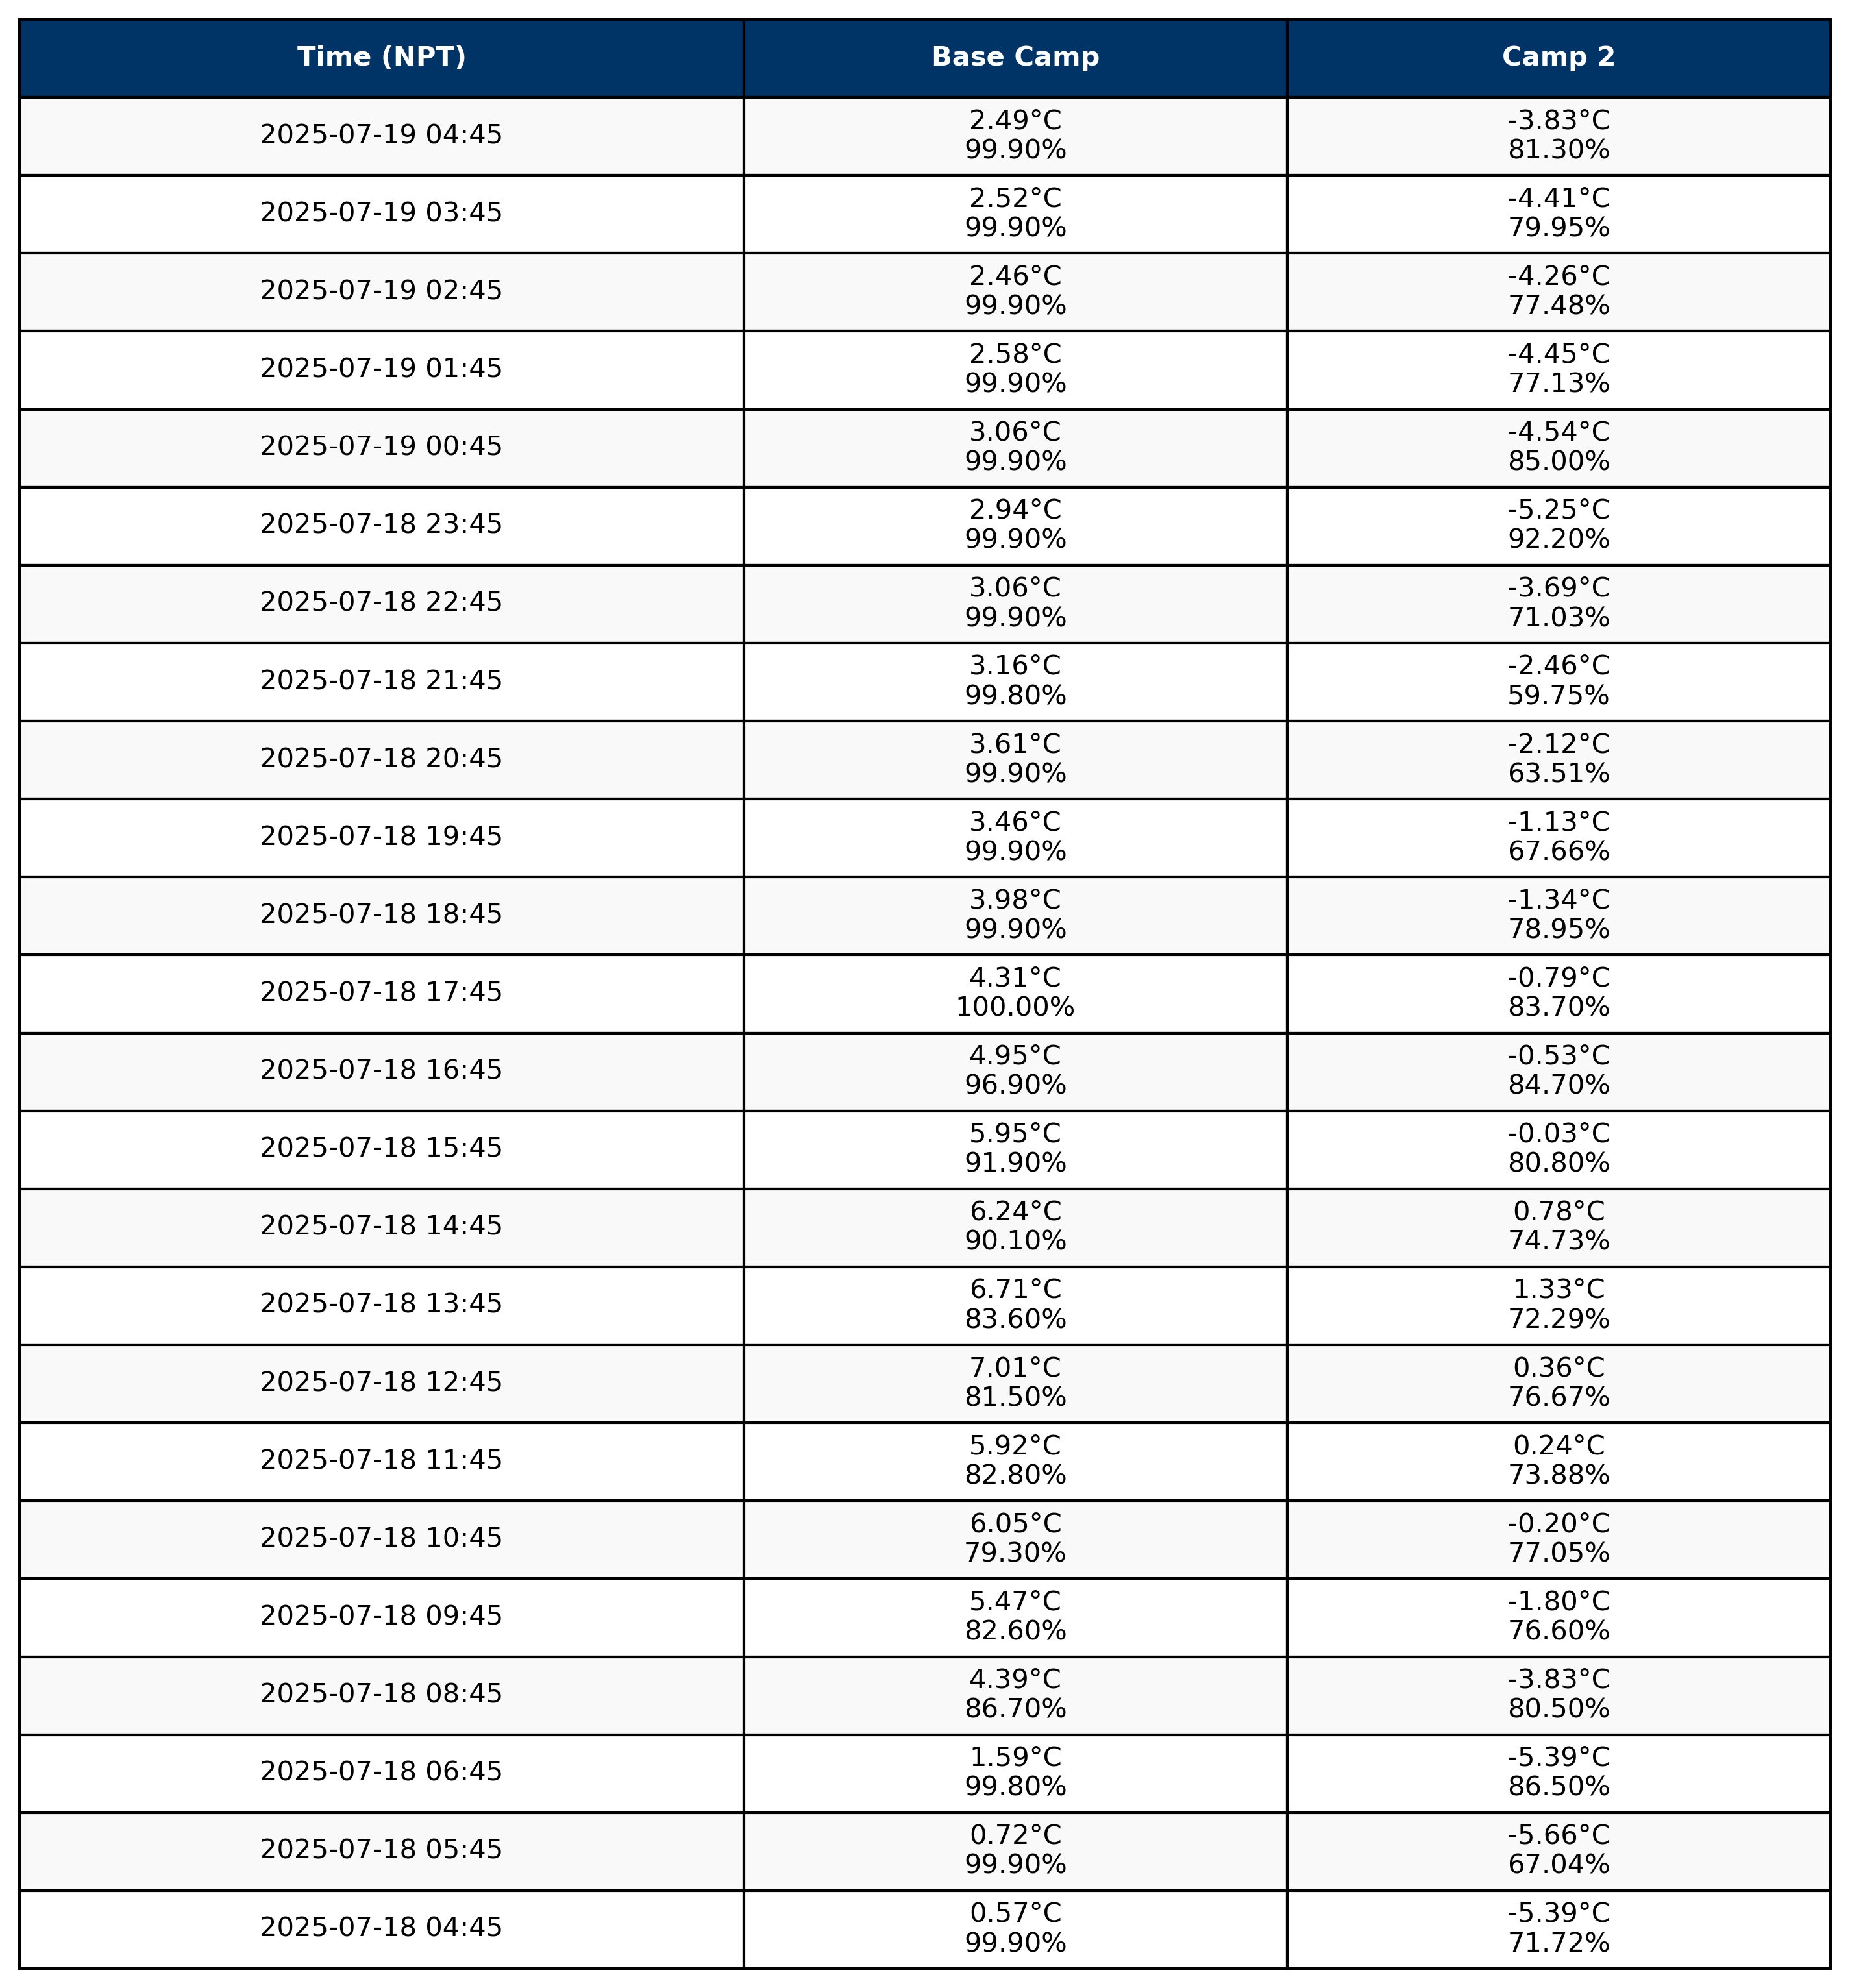 Time (NPT) Base Camp Camp 2
2025-07-19 04:45 2.49°C -3.83°C
99.90% 81.30%
2025-07-19 03:45 2.52°C -4.41°C
99.90% 79.95%
2025-07-19 02:45 2.46°C -4.26°C
99.90% 77.48%
2025-07-19 01:45 2.58°C -4.45°C
99.90% 77.13%
2025-07-19 00:45 3.06°C -4.54°C
99.90% 85.00%
2025-07-18 23:45 2.94°C -5.25°C
99.90% 92.20%
2025-07-18 22:45 3.06°C -3.69°C
99.90% 71.03%
2025-07-18 21:45 3.16°C -2.46°C
99.80% 59.75%
2025-07-18 20:45 3.61°C -2.12°C
99.90% 63.51%
2025-07-18 19:45 3.46°C -1.13°C
99.90% 67.66%
2025-07-18 18:45 3.98°C -1.34°C
99.90% 78.95%
2025-07-18 17:45 4.31°C -0.79°C
100.00% 83.70%
2025-07-18 16:45 4.95°C -0.53°C
96.90% 84.70%
2025-07-18 15:45 5.95°C -0.03°C
91.90% 80.80%
2025-07-18 14:45 6.24°C 0.78°C
90.10% 74.73%
2025-07-18 13:45 6.71°C 1.33°C
83.60% 72.29%
2025-07-18 12:45 7.01°C 0.36°C
81.50% 76.67%
2025-07-18 11:45 5.92°C 0.24°C
82.80% 73.88%
2025-07-18 10:45 6.05°C -0.20°C
79.30% 77.05%
2025-07-18 09:45 5.47°C -1.80°C
82.60% 76.60%
2025-07-18 08:45 4.39°C -3.83°C
86.70% 80.50%
2025-07-18 06:45 1.59°C -5.39°C
99.80% 86.50%
2025-07-18 05:45 0.72°C -5.66°C
99.90% 67.04%
2025-07-18 04:45 0.57°C -5.39°C
99.90% 71.72%